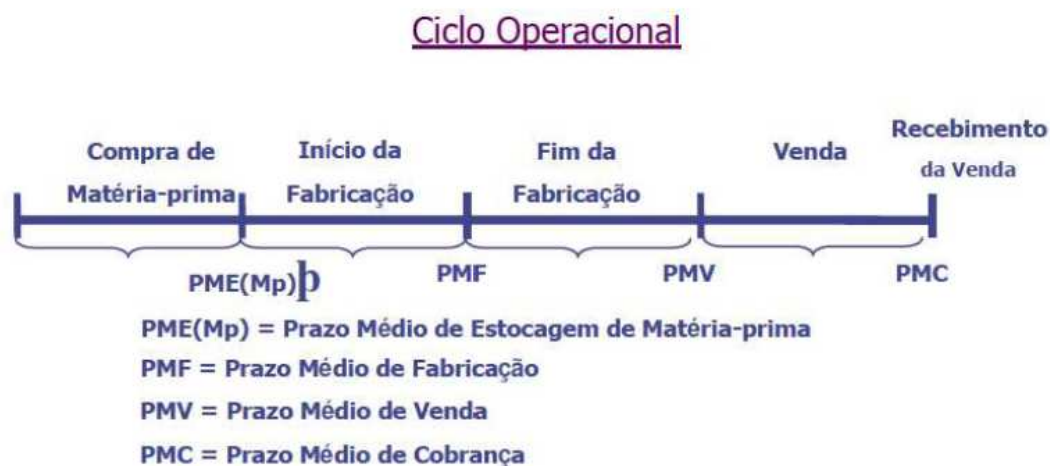 Ciclo Operacional
Compra de Matéria-prima
Início da Fabricação
Fim da Fabricação
Venda
Recebimento da Venda
PME(Mp)þ
PMF
PMV
PMC
PME(Mp) = Prazo Médio de Estocagem de Matéria-prima
PMF = Prazo Médio de Fabricação
PMV = Prazo Médio de Venda
PMC = Prazo Médio de Cobrança